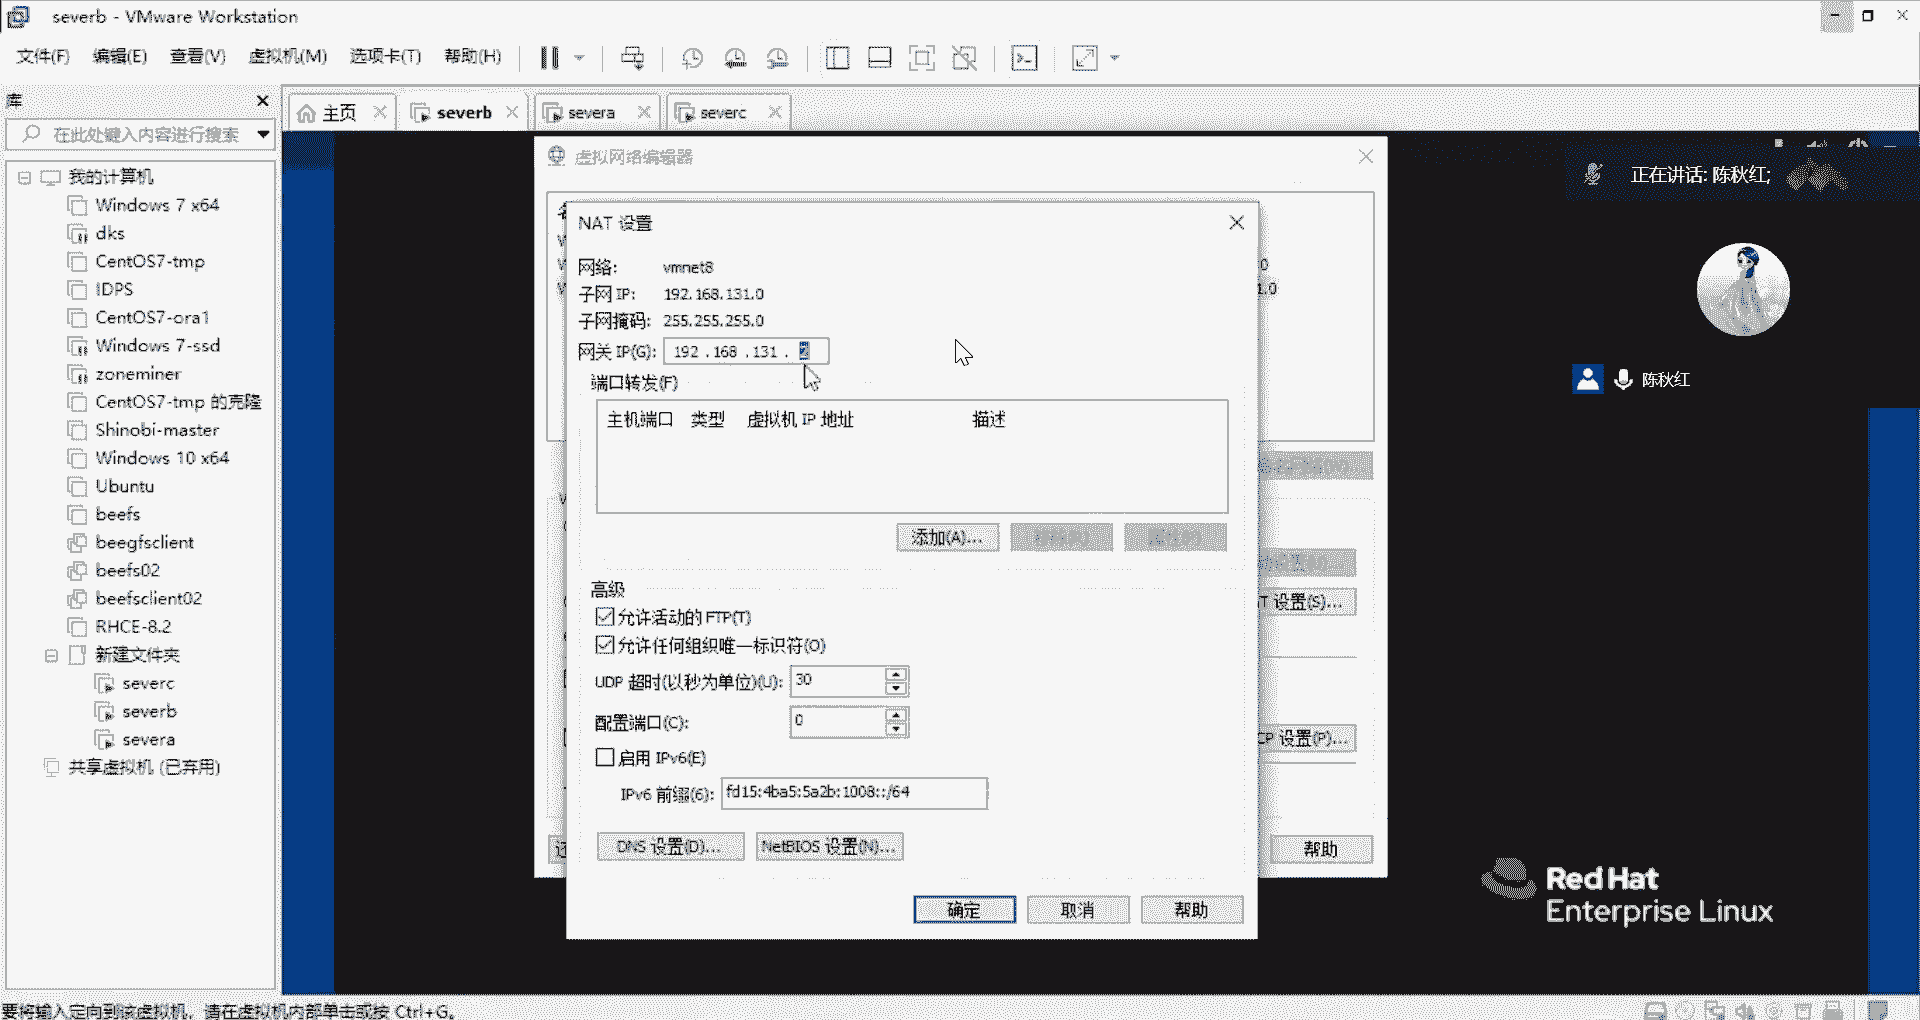 severb - VMware Workstation
文件(F) 编辑(E) 查看(V) 虚拟机(M) 选项卡(T) 帮助(H)
库
在此处键入内容进行搜索
主页 severb severa severc
我的计算机
Windows 7 x64
dks
CentOS7-tmp
IDPS
CentOS7-ora1
Windows 7-ssd
zoneminer
CentOS7-tmp 的克隆
Shinobi-master
Windows 10 x64
Ubuntu
beefs
beegfsclient
beefs02
beefsclient02
RHCE-8.2
新建文件夹
severc
severb
severa
共享虚拟机 (已弃用)
虚拟网络编辑器
NAT 设置
网络: vmnet8
子网 IP: 192.168.131.0
子网掩码: 255.255.255.0
网关 IP(G): 192 .168 .131 . 2
端口转发(F)
主机端口 类型 虚拟机 IP 地址 描述
添加(A)...
高级
允许活动的 FTP(T)
允许任何组织唯一标识符(O)
UDP 超时(以秒为单位)(U): 30
配置端口(C): 0
启用 IPv6(E)
IPv6 前缀(6): fd15:4ba5:5a2b:1008::/64
DNS 设置(D)... NetBIOS 设置(N)...
确定 取消 帮助
T 设置(S)...
CP 设置(P)...
帮助
正在讲话: 陈秋红;
陈秋红
Red Hat
Enterprise Linux
要将输入定向到该虚拟机，请在虚拟机内部单击或按 Ctrl+G。